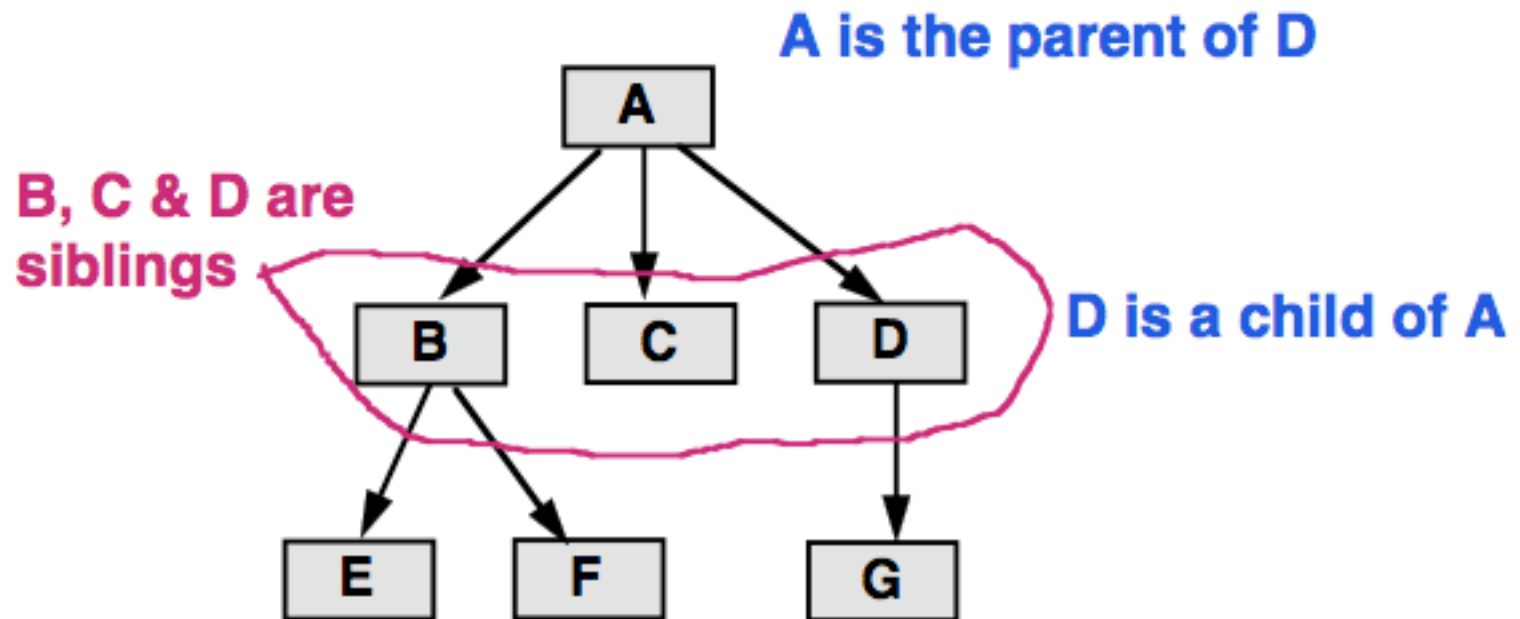 A is the parent of D
A
B, C & D are
siblings
B
C
D
D is a child of A
E
F
G